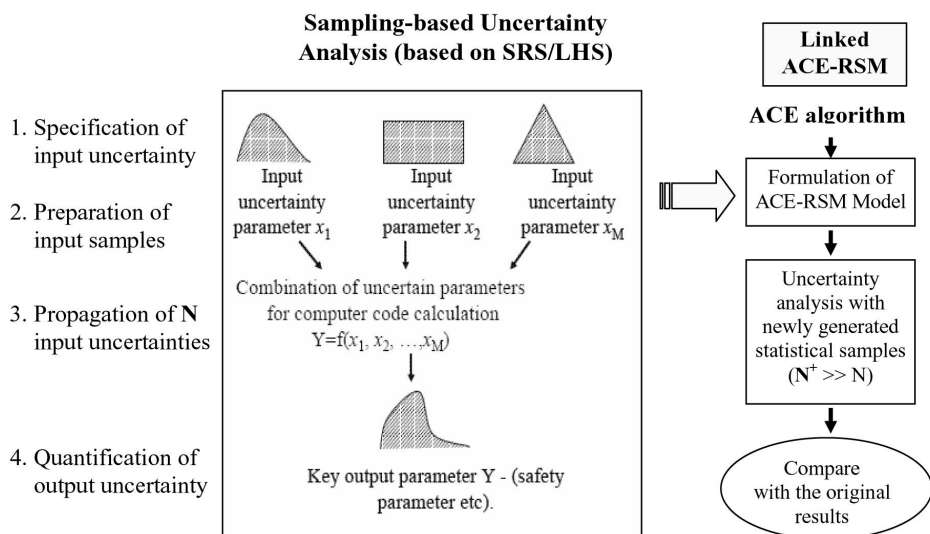 Sampling-based Uncertainty
Analysis (based on SRS/LHS)
1. Specification of
input uncertainty
2. Preparation of
input samples
3. Propagation of N
input uncertainties
4. Quantification of
output uncertainty
Input
uncertainty
parameter x1
Input
uncertainty
parameter x2
Input
uncertainty
parameter xM
Combination of uncertain parameters
for computer code calculation
Y=f(x1, x2, ...,xM)
Key output parameter Y - (safety
parameter etc).
Linked
ACE-RSM
ACE algorithm
Formulation of
ACE-RSM Model
Uncertainty
analysis with
newly generated
statistical samples
(N+ >> N)
Compare
with the original
results